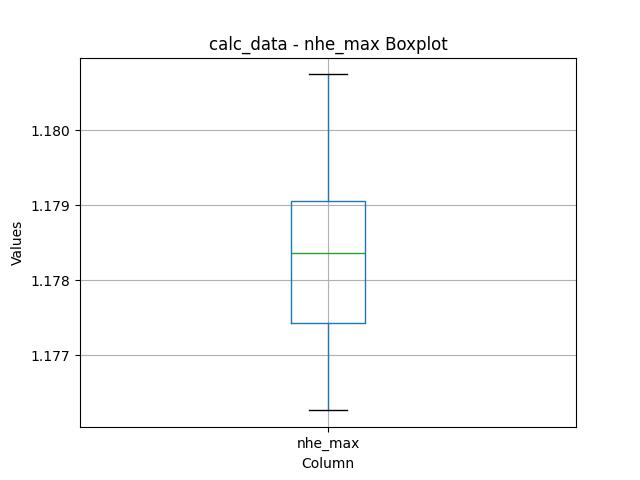 calc_data - nhe_max Boxplot
1.180
1.179
1.178
1.177
Values
nhe_max
Column